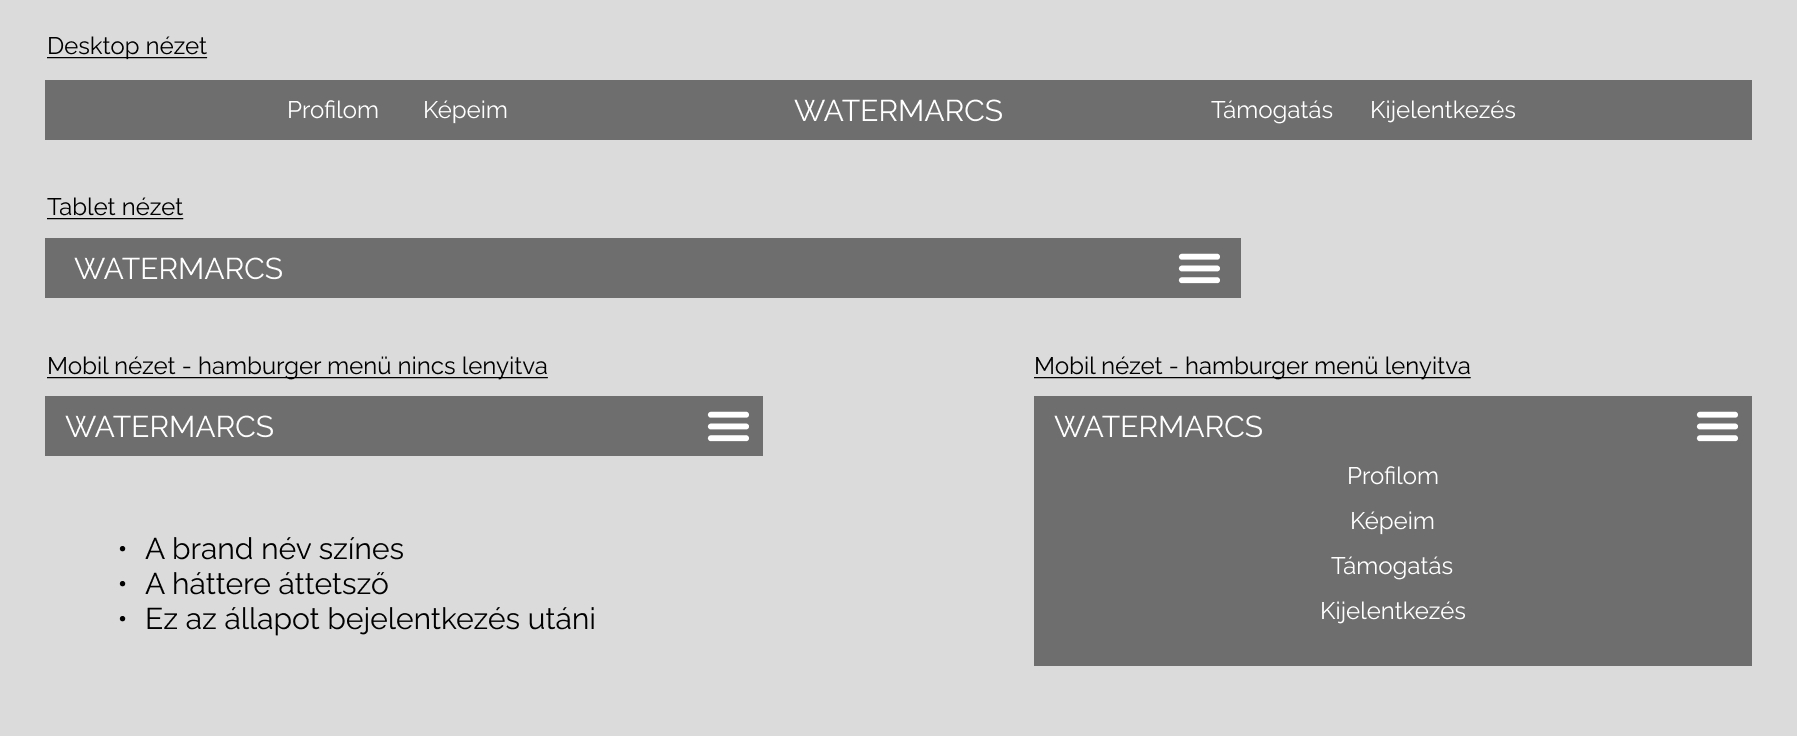 Desktop nézet
Profilom Képeim WATERMARCS Támogatás Kijelentkezés
Tablet nézet
WATERMARCS
Mobil nézet - hamburger menü nincs lenyitva
WATERMARCS
Mobil nézet - hamburger menü lenyitva
WATERMARCS
Profilom
Képeim
Támogatás
Kijelentkezés
• A brand név színes
• A háttere áttetsző
• Ez az állapot bejelentkezés utáni